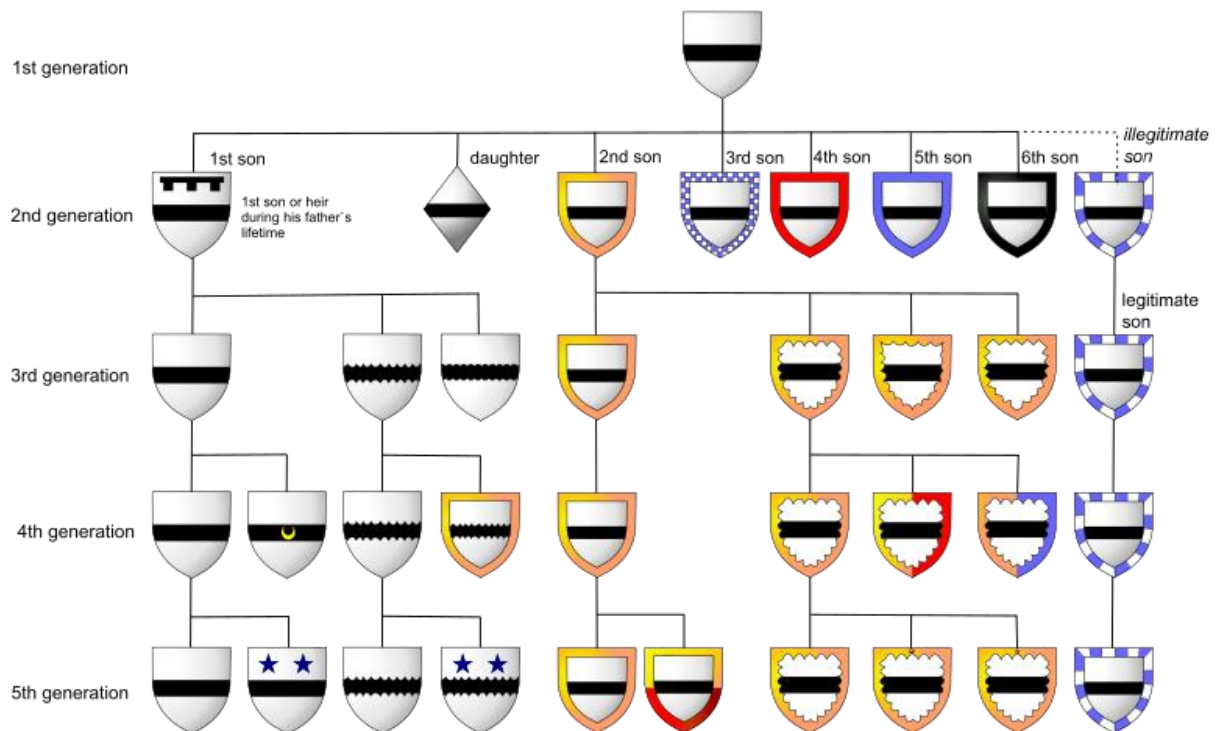 1st generation
illegitimate
son
1st son
daughter
2nd son
3rd son
4th son
5th son
6th son
2nd generation
1st son or heir
during his father`s
lifetime
legitimate
son
3rd generation
4th generation
5th generation